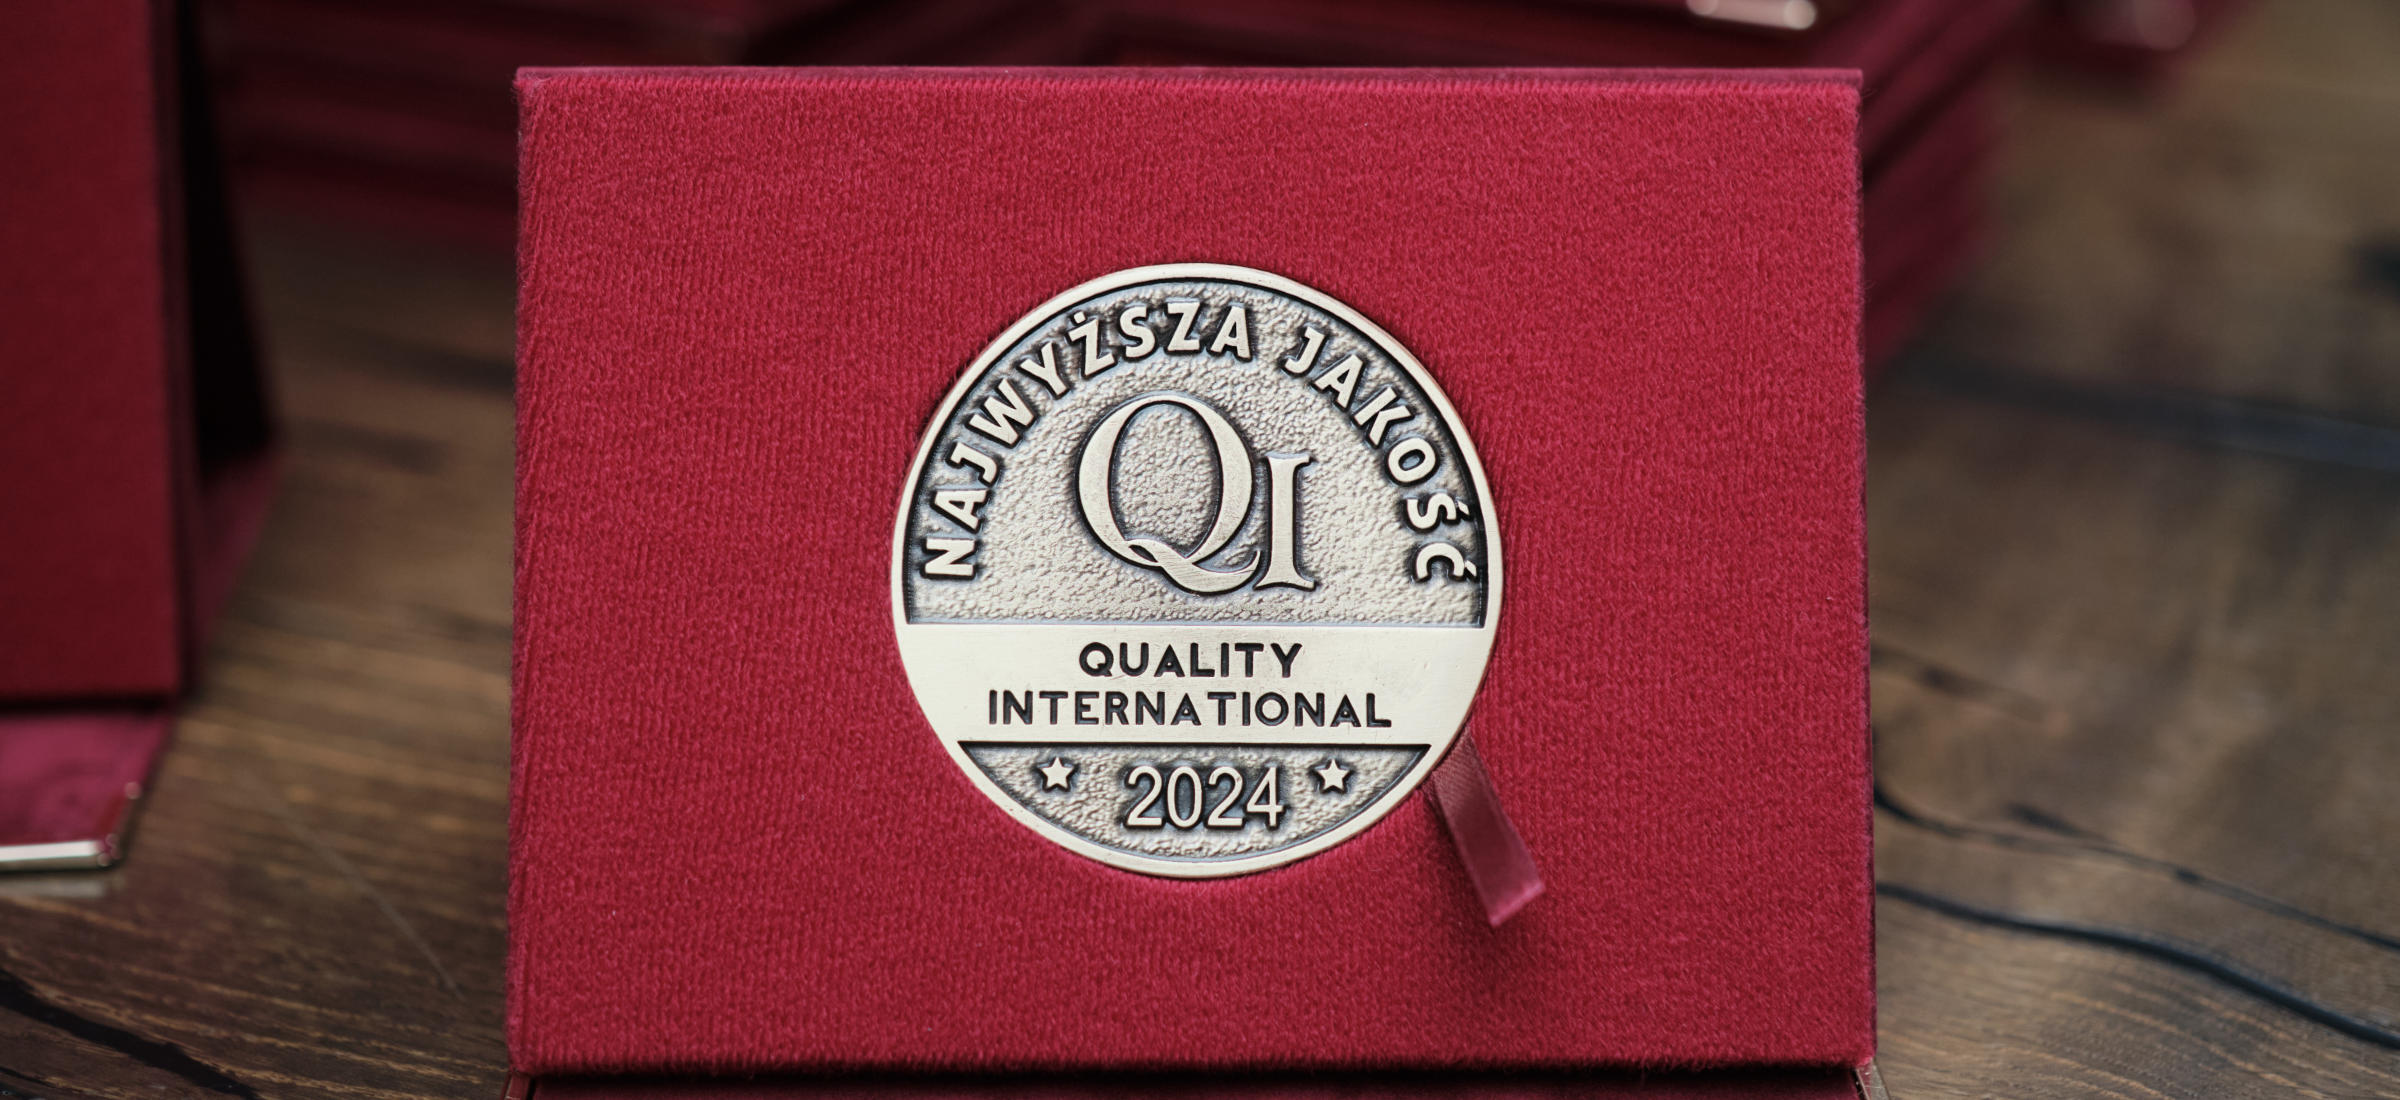 NAJWYŻSZA JAKOŚĆ
QI
QUALITY
INTERNATIONAL
2024